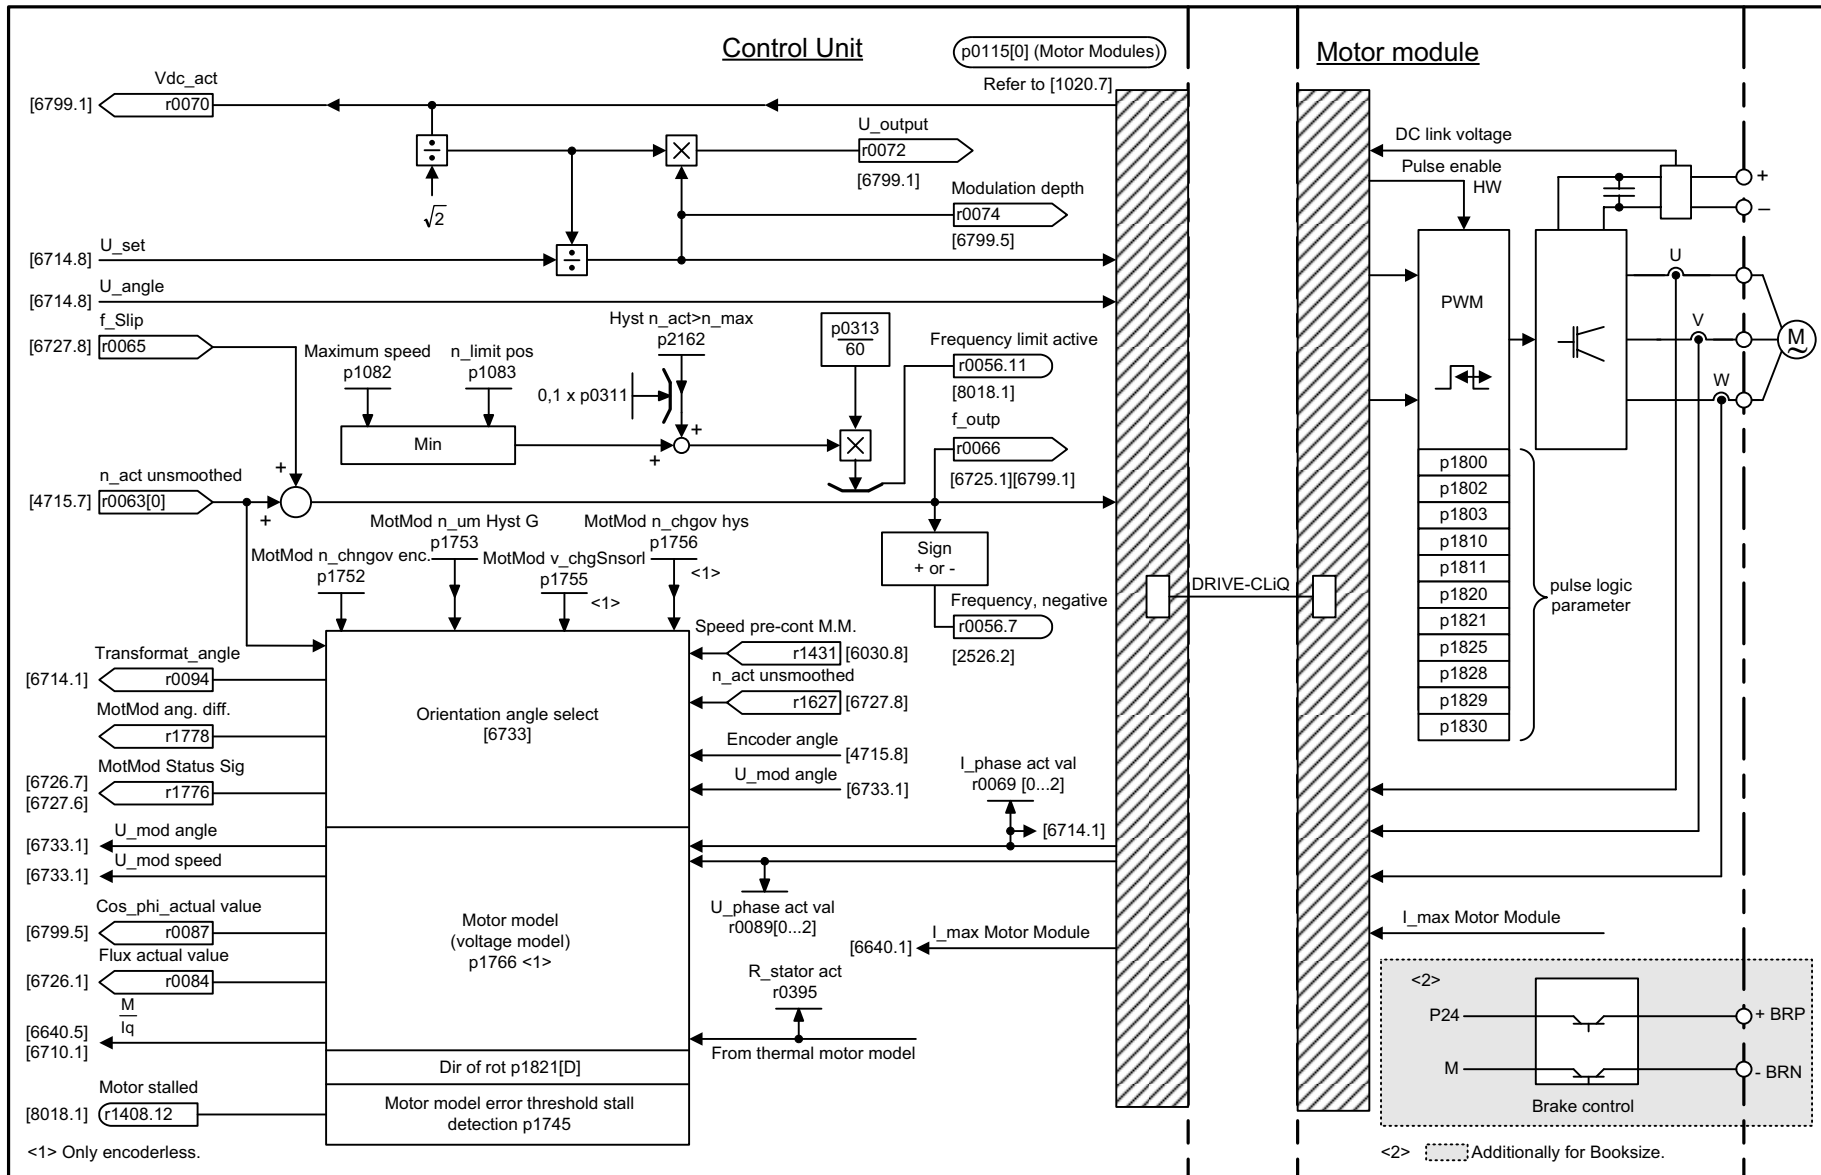 Control Unit
p0115[0] (Motor Modules)
Refer to [1020.7]
Motor module
Vdc_act
[6799.1]
r0070
÷
√2
U_output
r0072
[6799.1]
Modulation depth
r0074
[6799.5]
[6714.8]
U_set
÷
[6714.8]
U_angle
f_Slip
[6727.8]
r0065
Maximum speed
p1082
n_limit pos
p1083
Hyst n_act>n_max
p2162
0,1 x p0311
Min
+
+
p0313
60
Frequency limit active
r0056.11
[8018.1]
f_outp
r0066
[6725.1][6799.1]
n_act unsmoothed
[4715.7]
r0063[0]
+
+
Sign
+ or -
Frequency, negative
r0056.7
[2526.2]
MotMod n_chngov enc.
p1752
MotMod n_um Hyst G
p1753
MotMod v_chgSnsorl
p1755
<1>
MotMod n_chgov hys
p1756
<1>
Speed pre-cont M.M.
r1431
[6030.8]
n_act unsmoothed
r1627
[6727.8]
Encoder angle
[4715.8]
U_mod angle
[6733.1]
Orientation angle select
[6733]
Transformat_angle
[6714.1]
r0094
MotMod ang. diff.
r1778
MotMod Status Sig
[6726.7]
[6727.6]
r1776
U_mod angle
[6733.1]
U_mod speed
[6733.1]
Cos_phi_actual value
[6799.5]
r0087
Flux actual value
[6726.1]
r0084
M
Iq
[6640.5]
[6710.1]
Motor stalled
[8018.1]
r1408.12
Motor model
(voltage model)
p1766 <1>
Dir of rot p1821[D]
Motor model error threshold stall
detection p1745
I_phase act val
r0069 [0...2]
[6714.1]
U_phase act val
r0089[0...2]
[6640.1]
I_max Motor Module
R_stator act
r0395
From thermal motor model
<1> Only encoderless.
DRIVE-CLiQ
DC link voltage
Pulse enable
HW
PWM
+
–
U
V
W
M
~
p1800
p1802
p1803
p1810
p1811
p1820
p1821
p1825
p1828
p1829
p1830
pulse logic
parameter
I_max Motor Module
<2>
P24
M
+ BRP
- BRN
Brake control
<2> Additionally for Booksize.